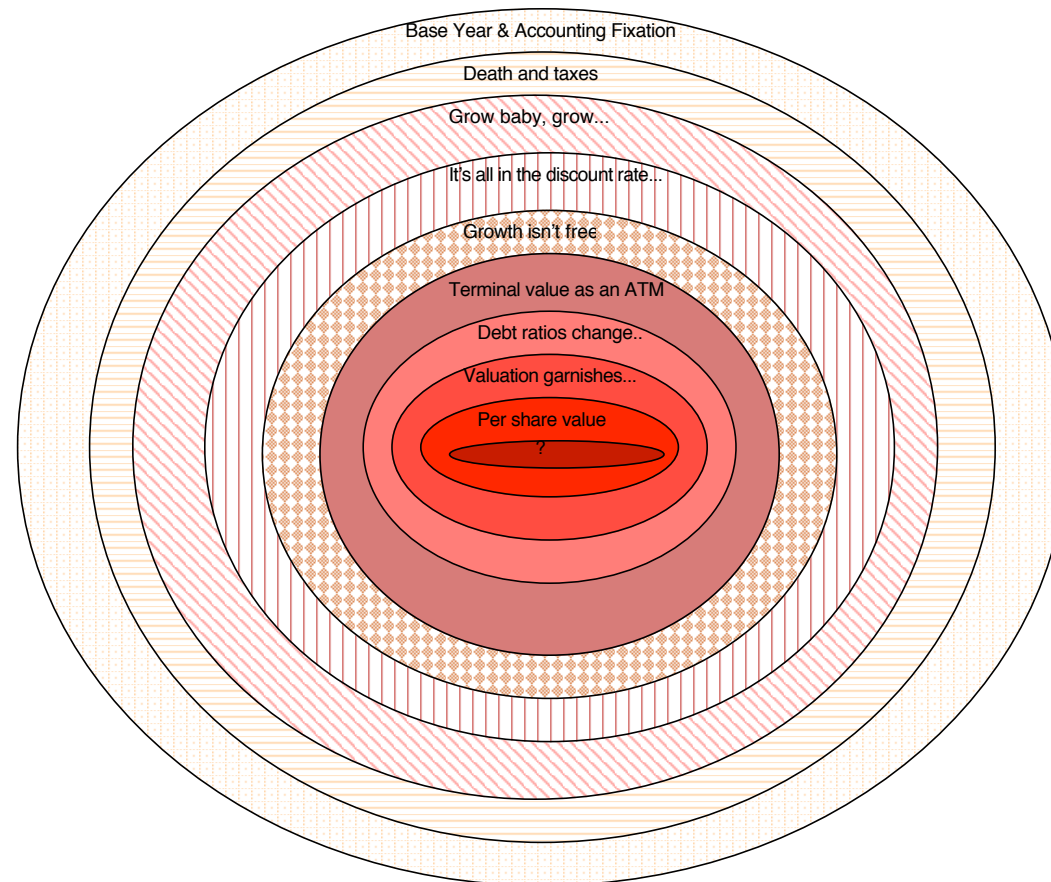 Base Year & Accounting Fixation
Death and taxes
Grow baby, grow...
It's all in the discount rate...
Growth isn't free
Terminal value as an ATM
Debt ratios change..
Valuation garnishes...
Per share value
?